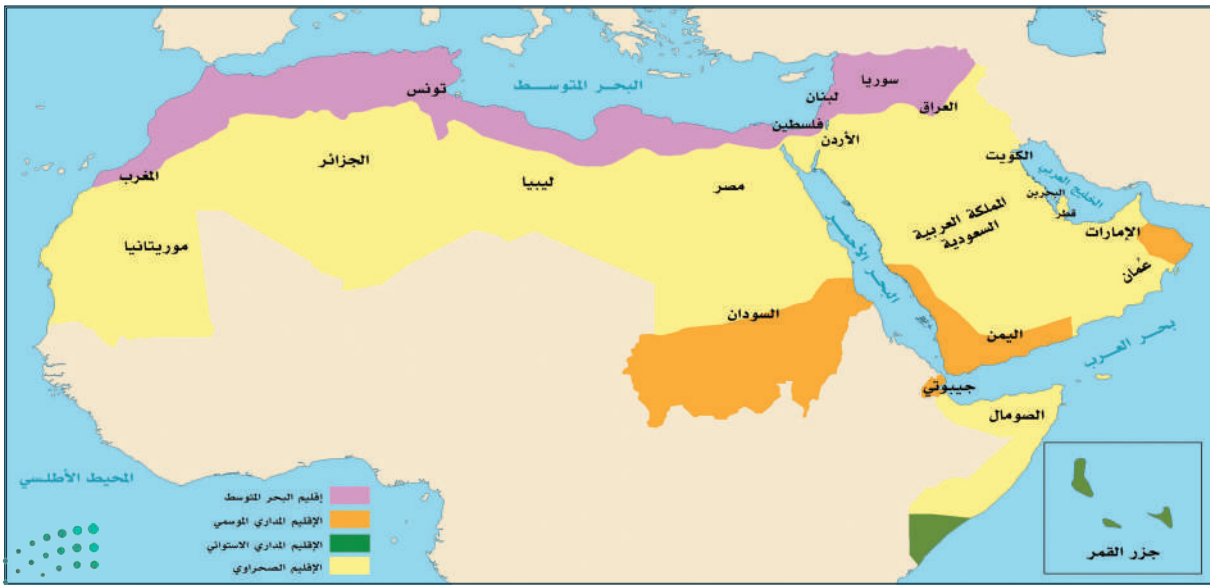 البحر المتوسط
تونس
سوريا
لبنان
العراق
فلسطين
الأردن
المغرب
الجزائر
ليبيا
مصر
الكويت
الخليج العربي
البحرين
قطر
المملكة العربية
السعودية
الإمارات
عُمان
موريتانيا
البحر الأحمر
السودان
اليمن
بحر العرب
جيبوتي
الصومال
المحيط الأطلسي
إقليم البحر المتوسط
الإقليم المداري الموسمي
الإقليم المداري الاستوائي
الإقليم الصحراوي
جزر القمر